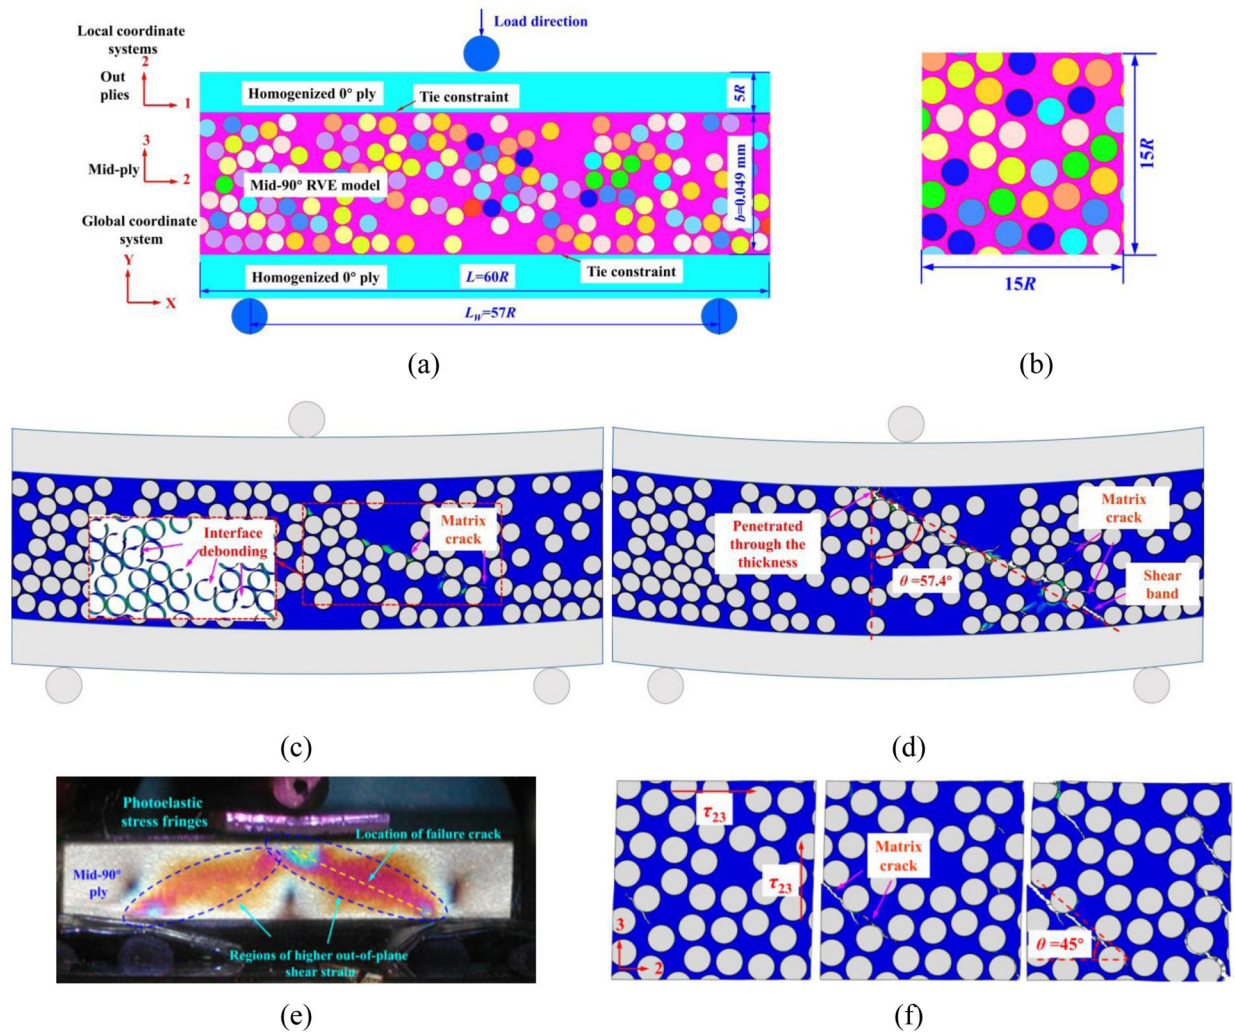 Load direction
Local coordinate
systems
2
Out
plies
1
Homogenized 0° ply
Tie constraint
5R
3
Mid-ply
2
Mid-90° RVE model
b=0.049 mm
Global coordinate
system
Y
X
Homogenized 0° ply
L=60R
Tie constraint
L_W=57R
(a)
15R
15R
(b)
Interface
debonding
Matrix
crack
(c)
Penetrated
through the
thickness
θ =57.4°
Matrix
crack
Shear
band
(d)
Photoelastic
stress fringes
Location of failure crack
Mid-90°
ply
Regions of higher out-of-plane
shear strain
(e)
τ23
τ23
3
2
Matrix
crack
θ =45°
(f)